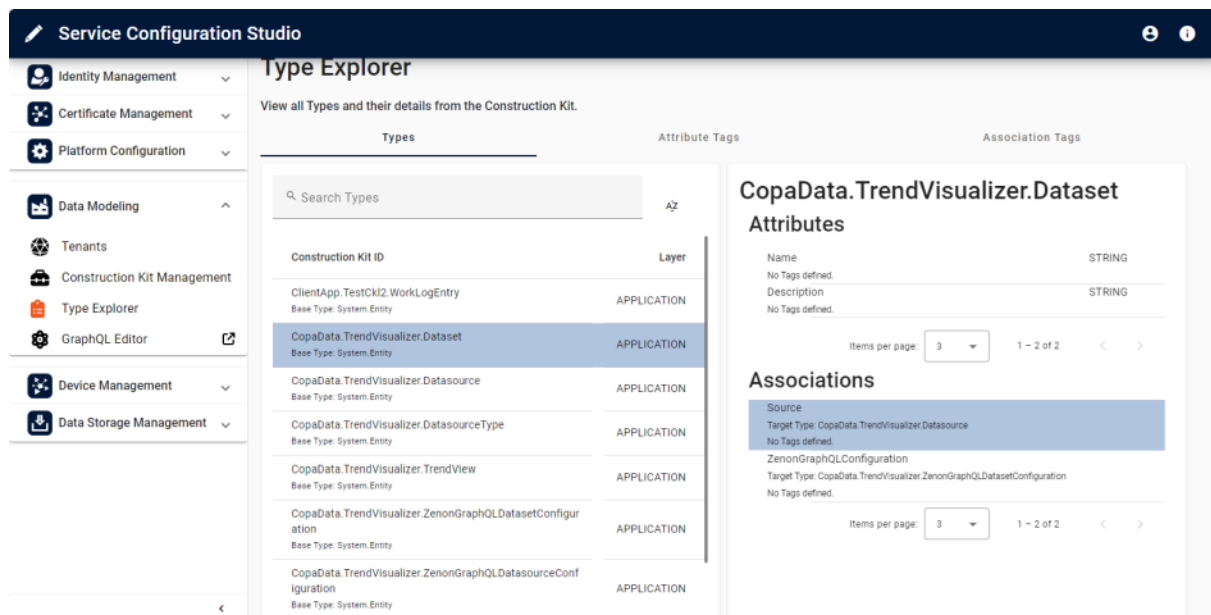 Service Configuration Studio
Identity Management
Certificate Management
Platform Configuration
Data Modeling
Tenants
Construction Kit Management
Type Explorer
GraphQL Editor
Device Management
Data Storage Management
Type Explorer
View all Types and their details from the Construction Kit.
Types
Attribute Tags
Association Tags
Search Types
AZ
Construction Kit ID
Layer
ClientApp.TestCkl2.WorkLogEntry
Base Type: System.Entity
APPLICATION
CopaData.TrendVisualizer.Dataset
Base Type: System.Entity
APPLICATION
CopaData.TrendVisualizer.Datasource
Base Type: System.Entity
APPLICATION
CopaData.TrendVisualizer.DatasourceType
Base Type: System.Entity
APPLICATION
CopaData.TrendVisualizer.TrendView
Base Type: System.Entity
APPLICATION
CopaData.TrendVisualizer.ZenonGraphQLDatasetConfigur
ation
Base Type: System.Entity
APPLICATION
CopaData.TrendVisualizer.ZenonGraphQLDatasourceConf
iguration
Base Type: System.Entity
APPLICATION
CopaData.TrendVisualizer.Dataset
Attributes
Name STRING
No Tags defined.
Description STRING
No Tags defined.
Items per page: 3 1 – 2 of 2
Associations
Source
Target Type: CopaData.TrendVisualizer.Datasource
No Tags defined.
ZenonGraphQLConfiguration
Target Type: CopaData.TrendVisualizer.ZenonGraphQLDatasetConfiguration
No Tags defined.
Items per page: 3 1 – 2 of 2